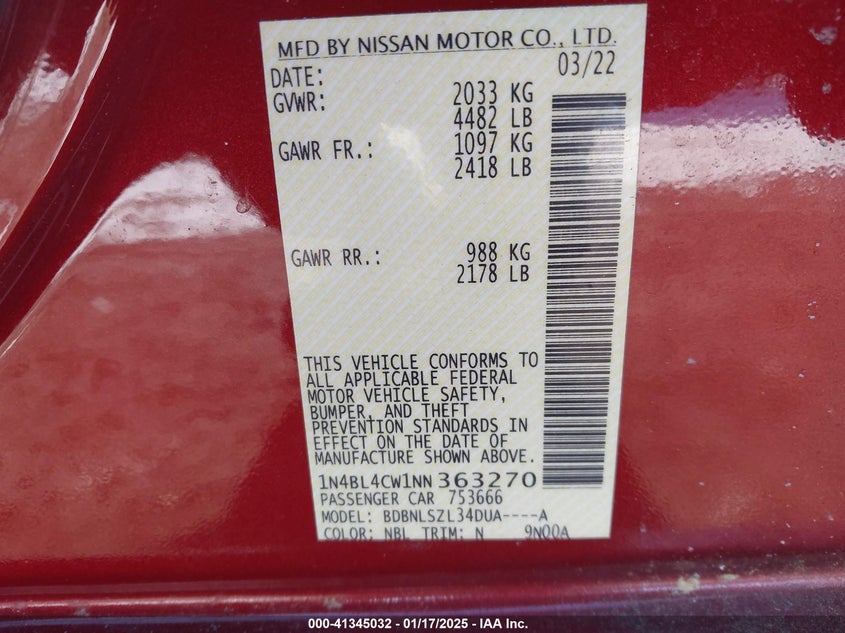 MFD BY NISSAN MOTOR CO., LTD.
DATE: 03/22
GVWR: 2033 KG
4482 LB
GAWR FR.: 1097 KG
2418 LB
GAWR RR.: 988 KG
2178 LB
THIS VEHICLE CONFORMS TO
ALL APPLICABLE FEDERAL
MOTOR VEHICLE SAFETY,
BUMPER, AND THEFT
PREVENTION STANDARDS IN
EFFECT ON THE DATE OF
MANUFACTURE SHOWN ABOVE.
1N4BL4CW1NN363270
PASSENGER CAR 753666
MODEL: BDBNLSZL34DUA----A
COLOR: NBL TRIM: N 9N00A
000-41345032 - 01/17/2025 - IAA Inc.